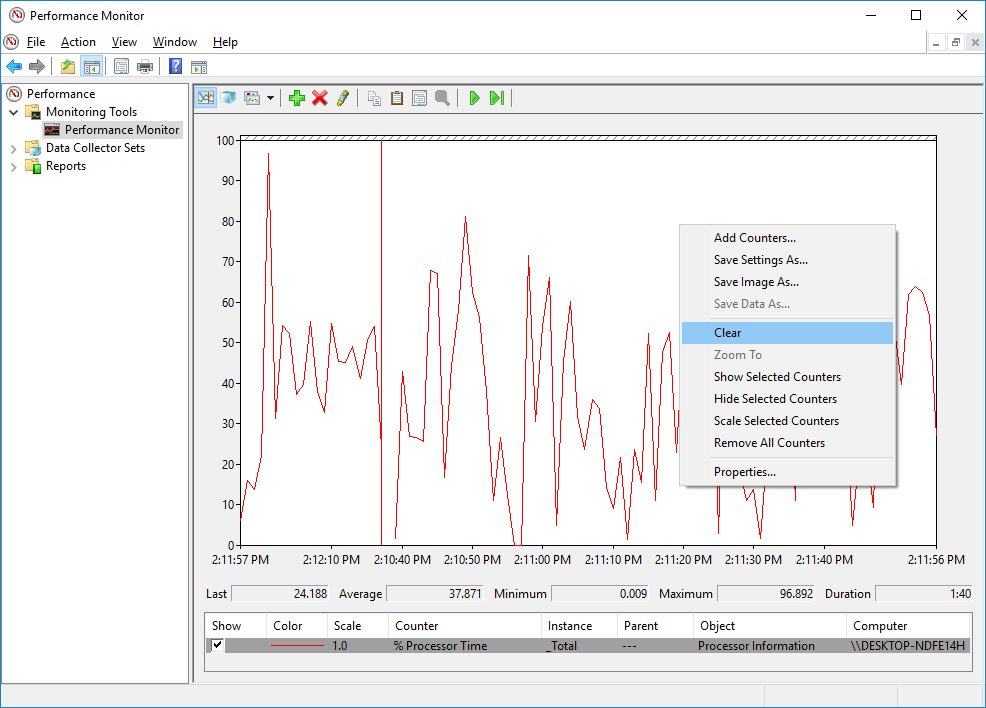 Performance Monitor
File Action View Window Help
Performance
Monitoring Tools
Performance Monitor
Data Collector Sets
Reports
100
90
80
70
60
50
40
30
20
10
0
2:11:57 PM 2:12:10 PM 2:10:40 PM 2:10:50 PM 2:11:00 PM 2:11:10 PM 2:11:20 PM 2:11:30 PM 2:11:40 PM 2:11:56 PM
Add Counters...
Save Settings As...
Save Image As...
Save Data As...
Clear
Zoom To
Show Selected Counters
Hide Selected Counters
Scale Selected Counters
Remove All Counters
Properties...
Last 24.188 Average 37.871 Minimum 0.009 Maximum 96.892 Duration 1:40
Show Color Scale Counter Instance Parent Object Computer
1.0 % Processor Time _Total --- Processor Information \\DESKTOP-NDFE14H